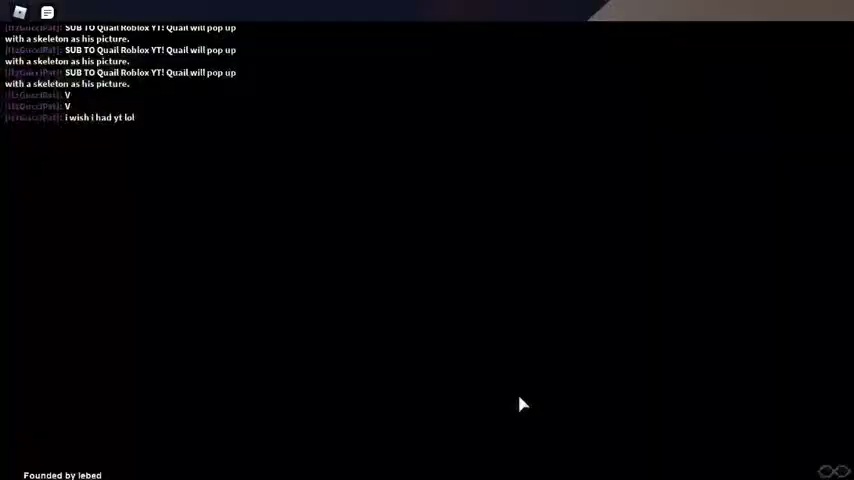 SUB TO Quail Roblox YT! Quail will pop up
with a skeleton as his picture.
SUB TO Quail Roblox YT! Quail will pop up
with a skeleton as his picture.
SUB TO Quail Roblox YT! Quail will pop up
with a skeleton as his picture.
V
V
i wish i had yt lol
Founded by lebed